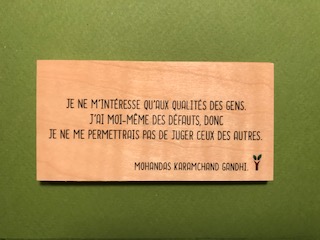 JE NE M'INTÉRESSE QU'AUX QUALITÉS DES GENS.
J'AI MOI-MÊME DES DÉFAUTS, DONC
JE NE ME PERMETTRAIS PAS DE JUGER CEUX DES AUTRES.
MOHANDAS KARAMCHAND GANDHI.